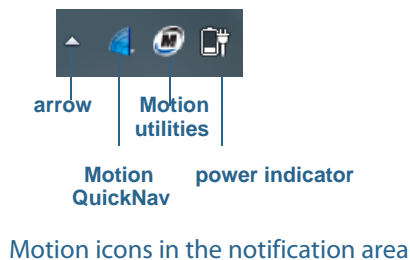 M
arrow
Motion
utilities
Motion
QuickNav
power indicator
Motion icons in the notification area